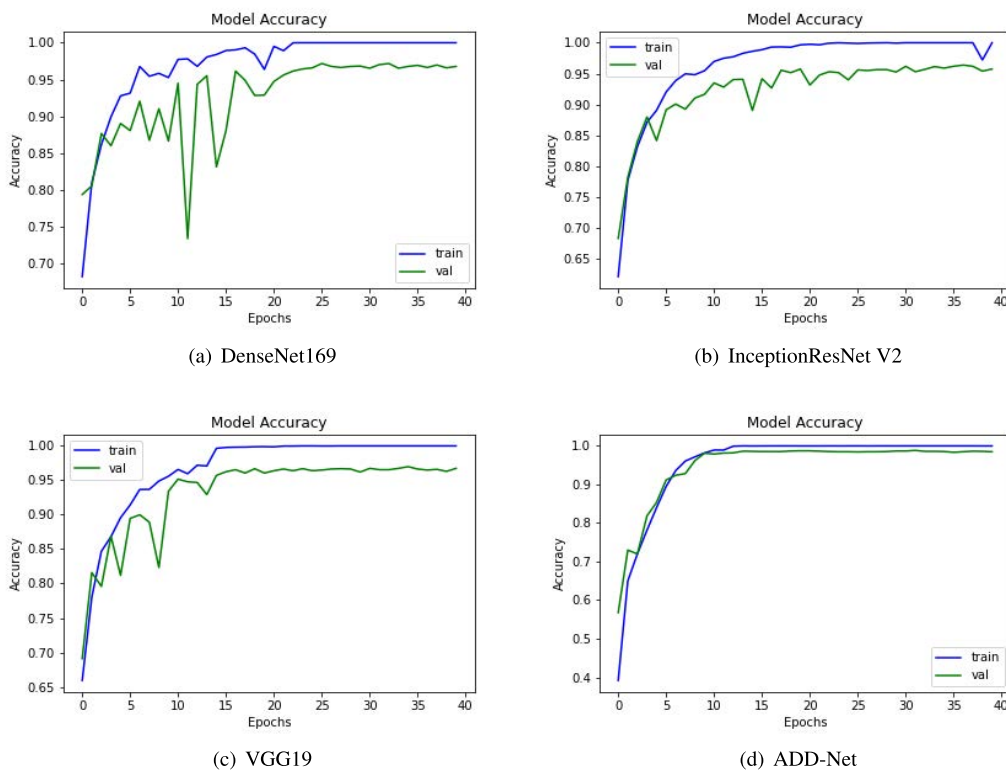 Model Accuracy
1.00
0.95
0.90
0.85
0.80
0.75
0.70
Accuracy
train
val
0 5 10 15 20 25 30 35 40
Epochs
(a) DenseNet169
Model Accuracy
train
val
1.00
0.95
0.90
0.85
0.80
0.75
0.70
0.65
Accuracy
0 5 10 15 20 25 30 35 40
Epochs
(b) InceptionResNet V2
Model Accuracy
train
val
1.00
0.95
0.90
0.85
0.80
0.75
0.70
0.65
Accuracy
0 5 10 15 20 25 30 35 40
Epochs
(c) VGG19
Model Accuracy
1.0
0.9
0.8
0.7
0.6
0.5
0.4
Accuracy
train
val
0 5 10 15 20 25 30 35 40
Epochs
(d) ADD-Net